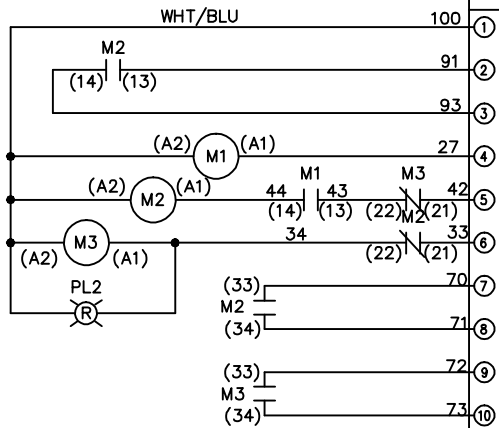 WHT/BLU 100 1
M2 91 2
(14) (13)
93 3
(A2) M1 (A1) 27 4
M1 M3
(A2) M2 (A1) 44 43 42 5
(14) (13) (22) (21)
M2
(A2) M3 (A1) 34 33 6
(22) (21)
PL2
R
(33) 70 7
M2
(34) 71 8
(33) 72 9
M3
(34) 73 10